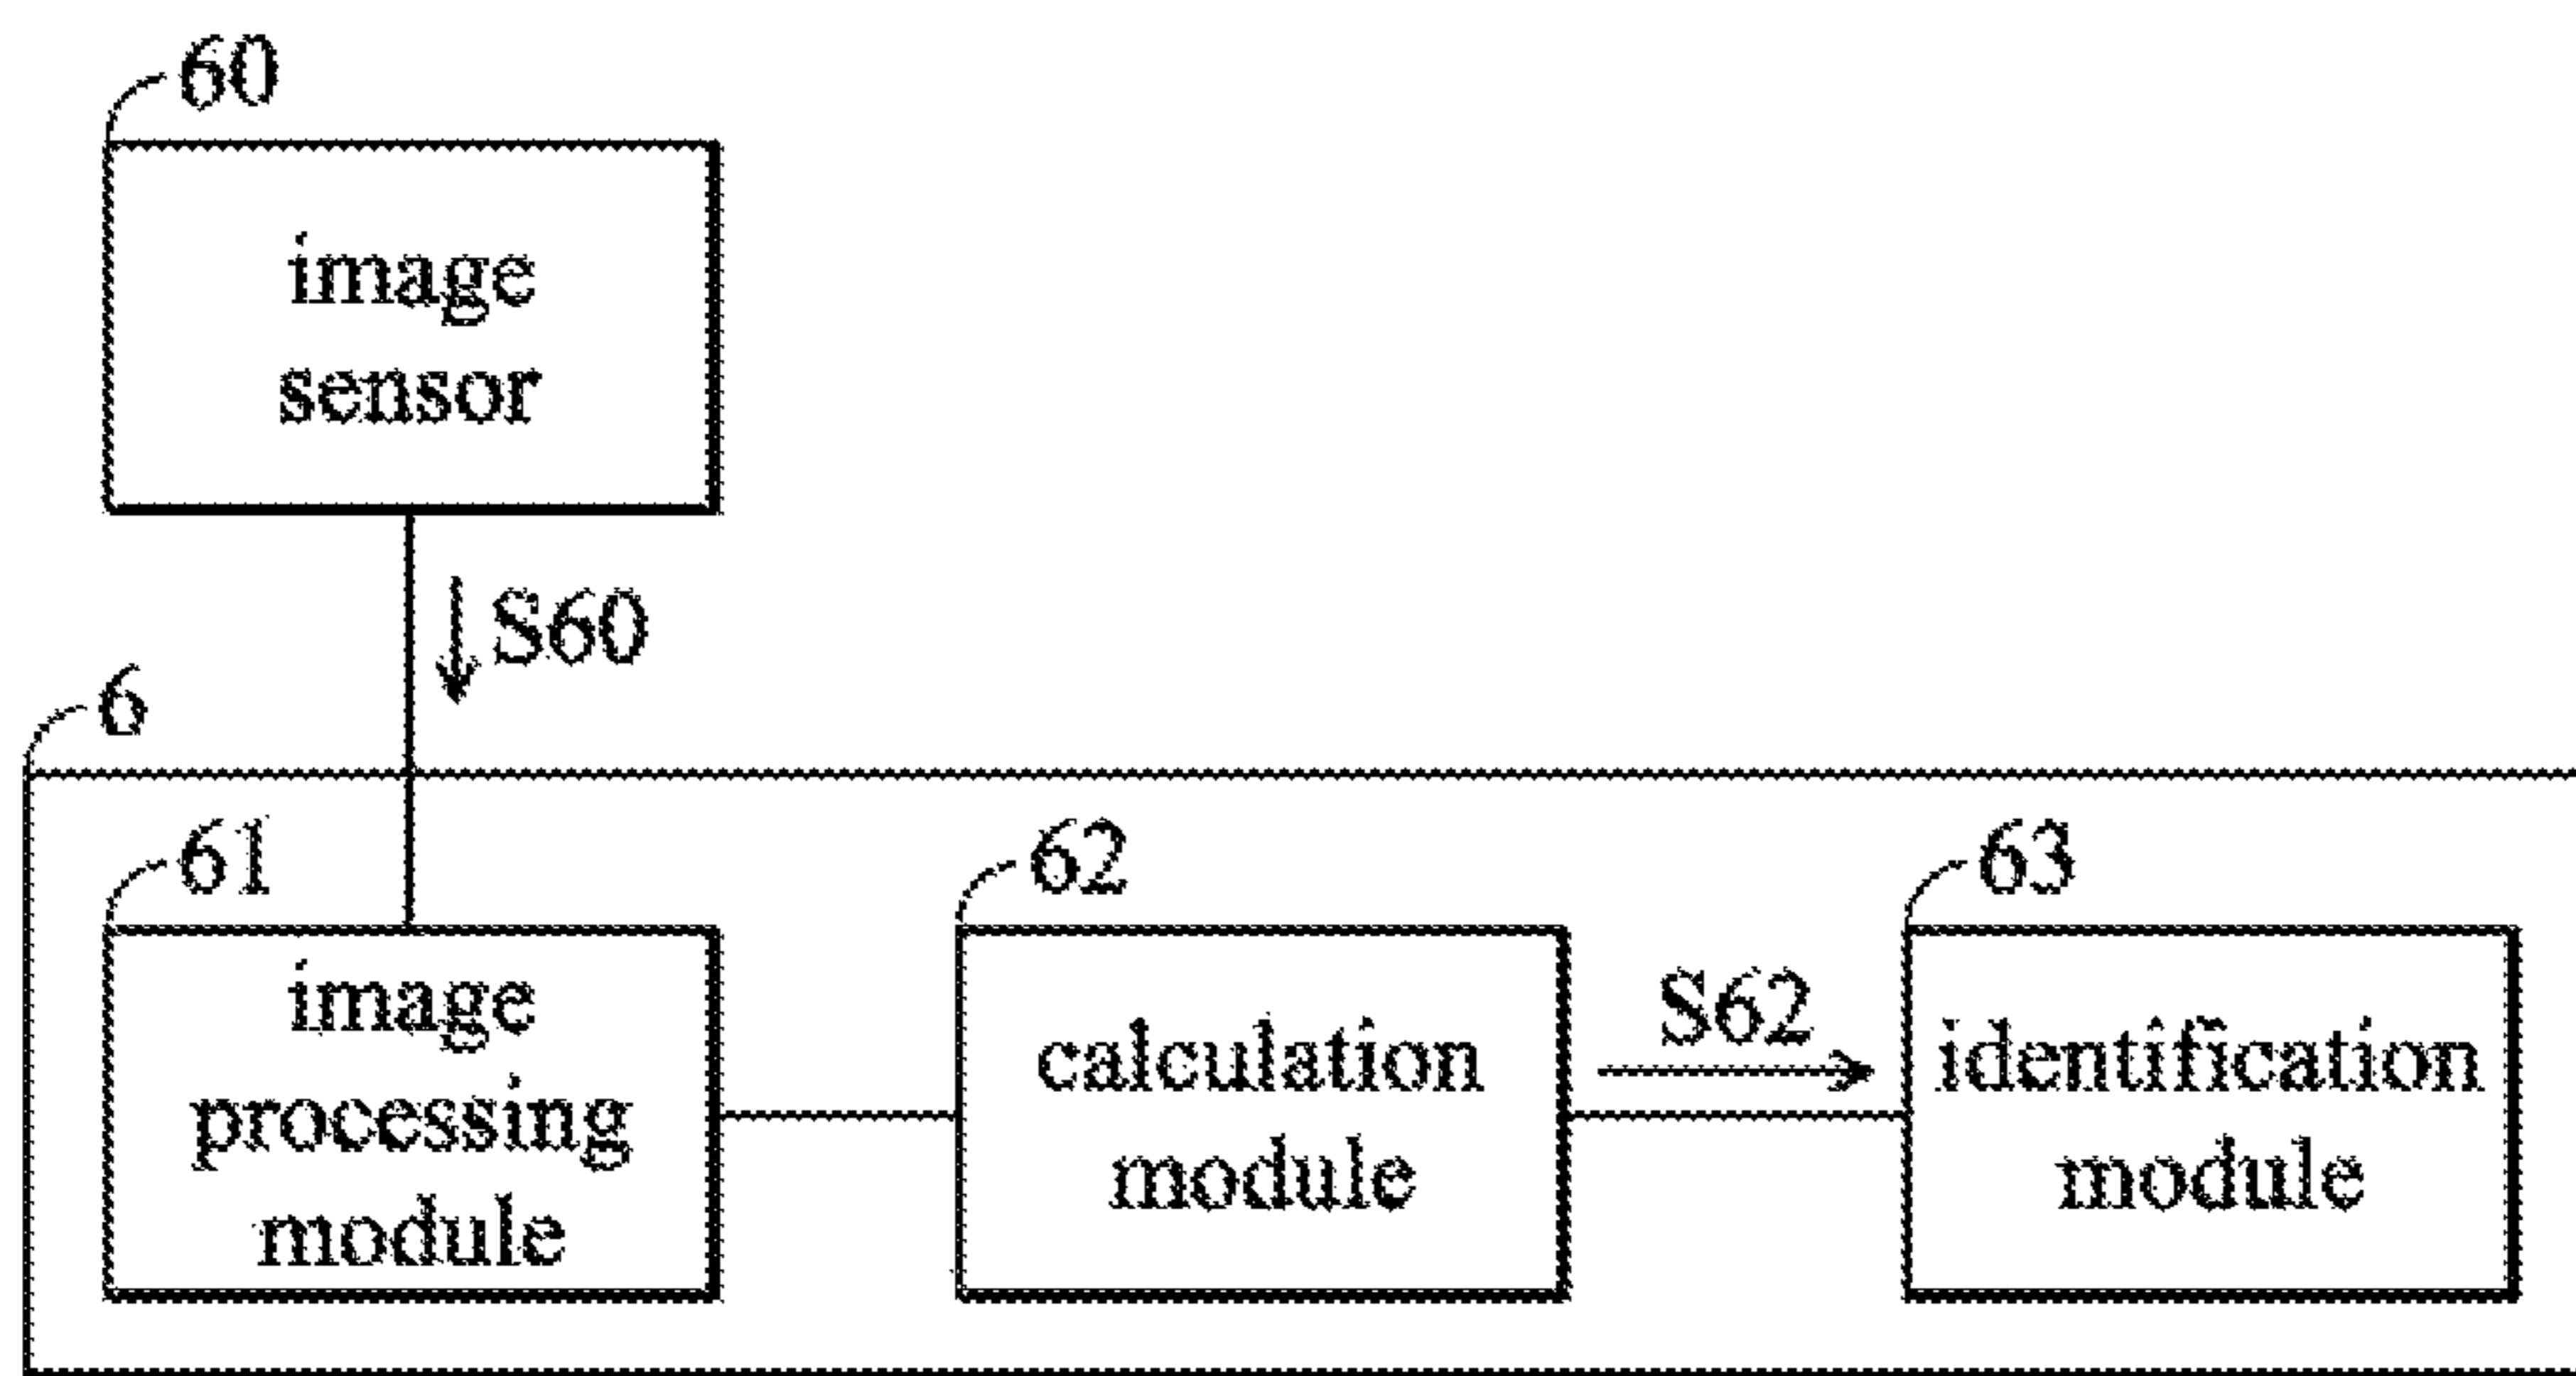 60
image
sensor
S60
6
61
62
63
image
processing
module
calculation
module
S62
identification
module